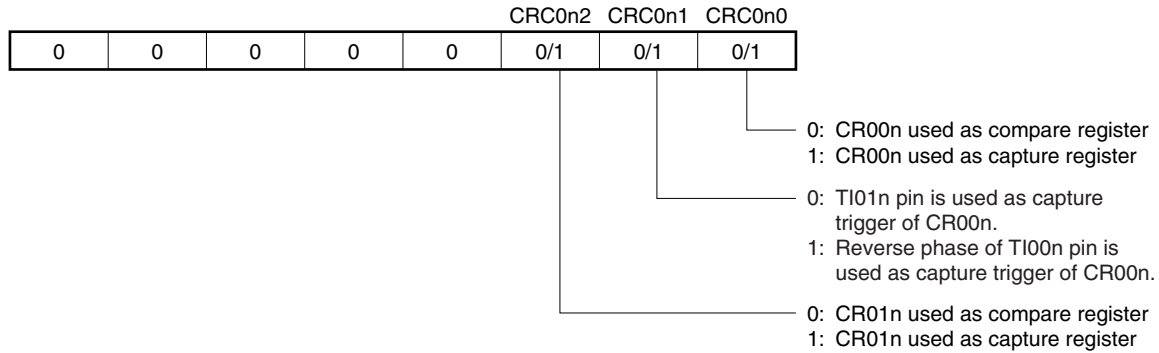 CRC0n2 CRC0n1 CRC0n0
0 0 0 0 0 0/1 0/1 0/1
0: CR00n used as compare register
1: CR00n used as capture register
0: TI01n pin is used as capture
trigger of CR00n.
1: Reverse phase of TI00n pin is
used as capture trigger of CR00n.
0: CR01n used as compare register
1: CR01n used as capture register